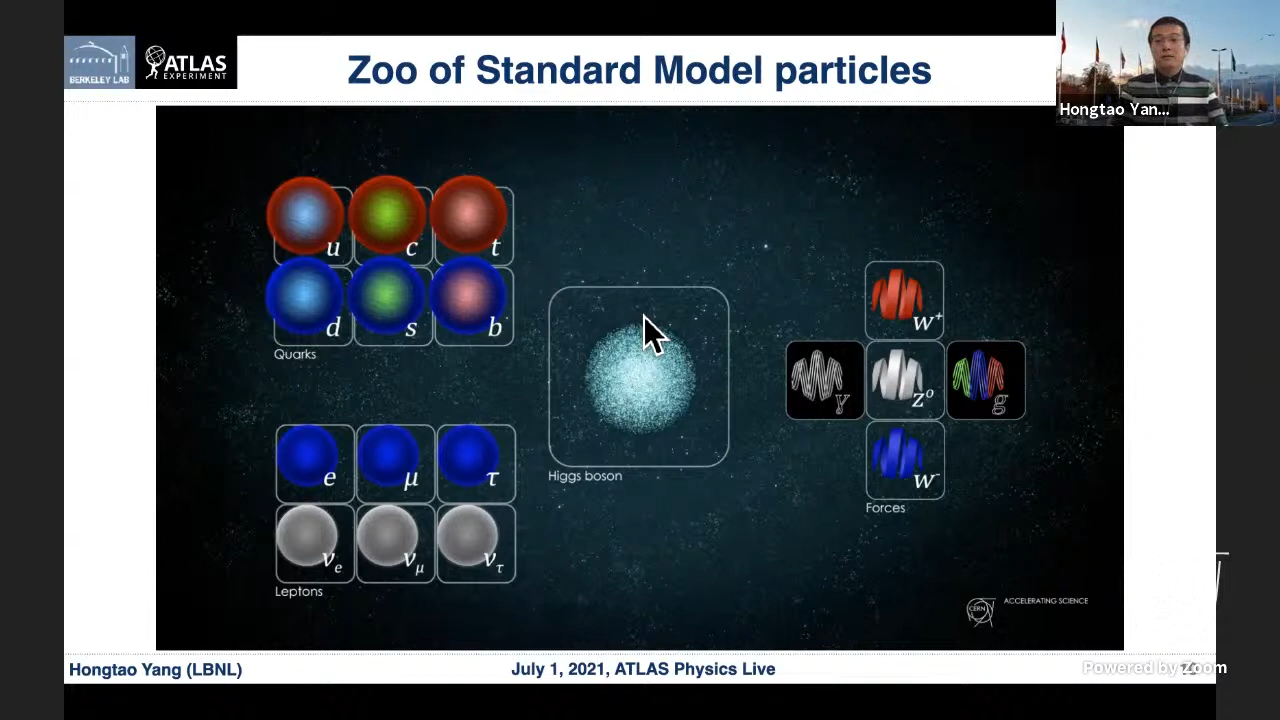 BERKELEY LAB
ATLAS
EXPERIMENT
Zoo of Standard Model particles
Hongtao Yan...
u c t
d s b
Quarks
e μ τ
νe νμ ντ
Leptons
Higgs boson
W+
γ Z0 g
W-
Forces
CERN
ACCELERATING SCIENCE
Hongtao Yang (LBNL)
July 1, 2021, ATLAS Physics Live
Powered by Zoom